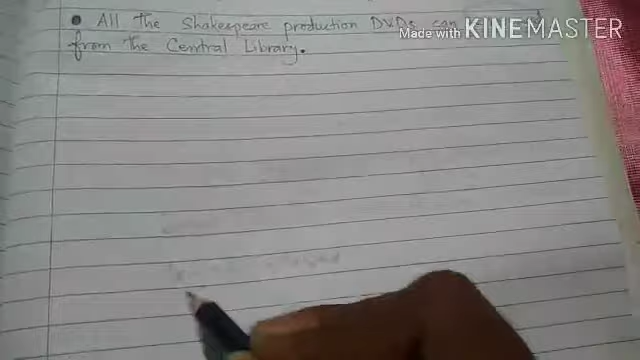 • All the Shakespeare production DVDs can
from the Central Library.
Made with KINEMASTER